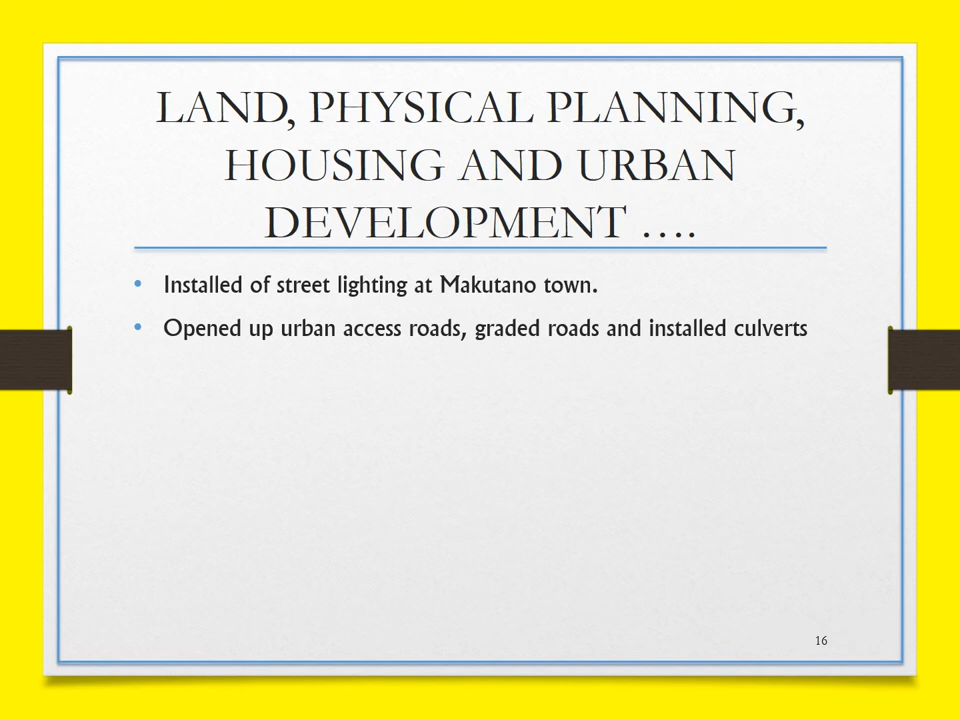 LAND, PHYSICAL PLANNING,
HOUSING AND URBAN
DEVELOPMENT ….
• Installed of street lighting at Makutano town.
• Opened up urban access roads, graded roads and installed culverts
16